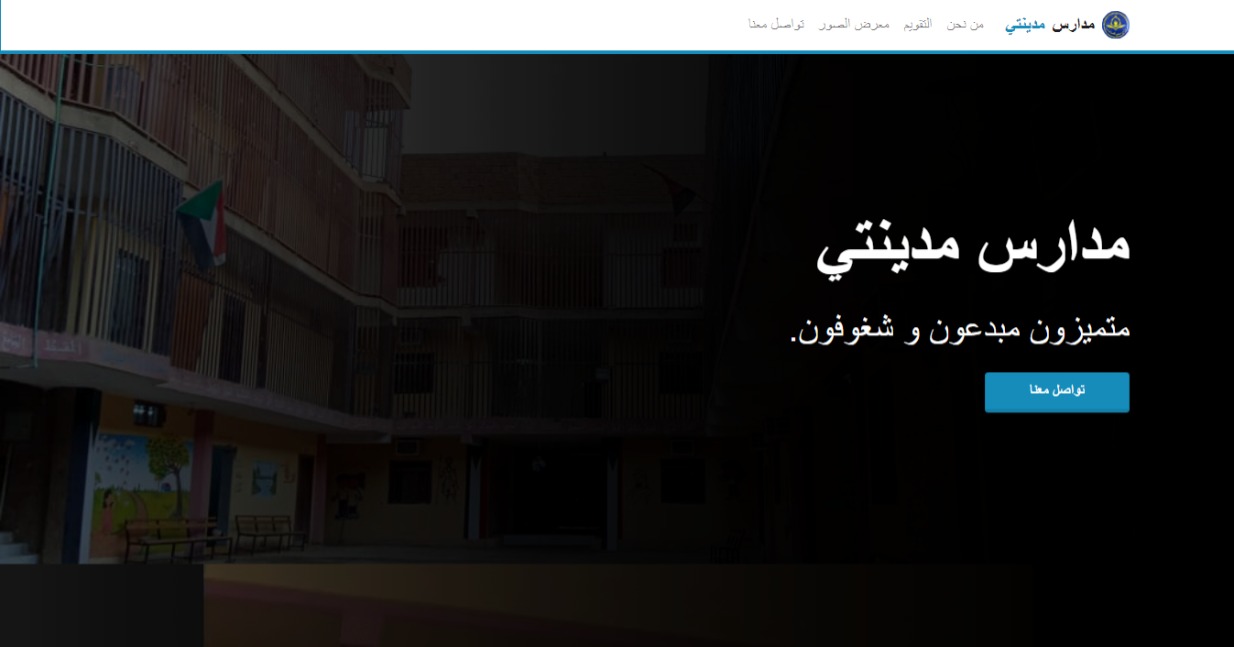 مدارس مدينتي من نحن التقويم معرض الصور تواصل معنا
مدارس مدينتي
متميزون مبدعون و شغوفون.
تواصل معنا